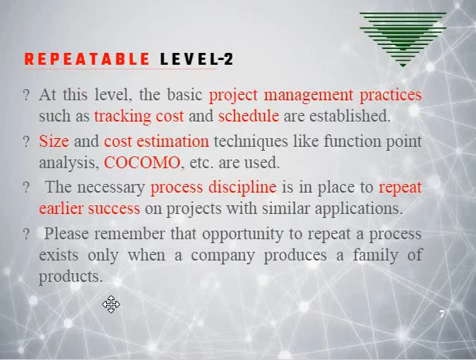 REPEATABLE LEVEL-2
? At this level, the basic project management practices
such as tracking cost and schedule are established.
? Size and cost estimation techniques like function point
analysis, COCOMO, etc. are used.
? The necessary process discipline is in place to repeat
earlier success on projects with similar applications.
? Please remember that opportunity to repeat a process
exists only when a company produces a family of
products.
7